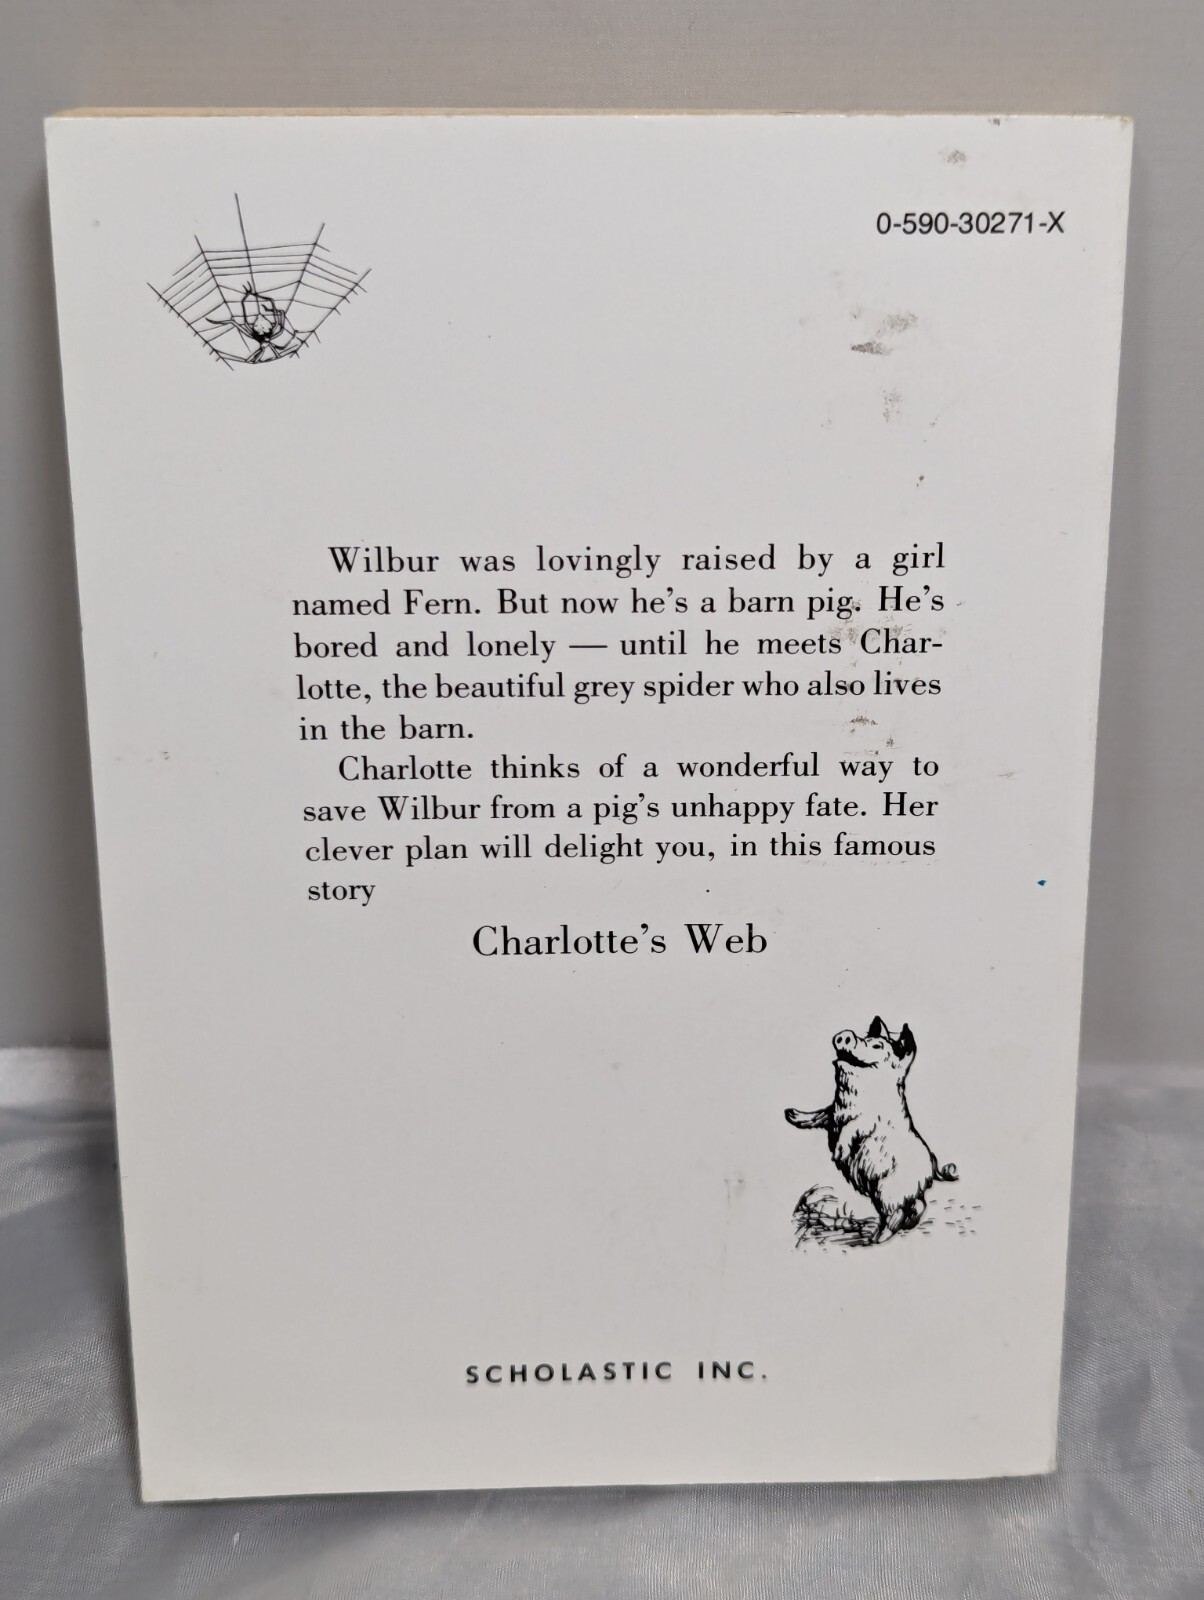 0-590-30271-X
Wilbur was lovingly raised by a girl
named Fern. But now he's a barn pig. He's
bored and lonely — until he meets Char-
lotte, the beautiful grey spider who also lives
in the barn.
Charlotte thinks of a wonderful way to
save Wilbur from a pig's unhappy fate. Her
clever plan will delight you, in this famous
story
Charlotte's Web
SCHOLASTIC INC.